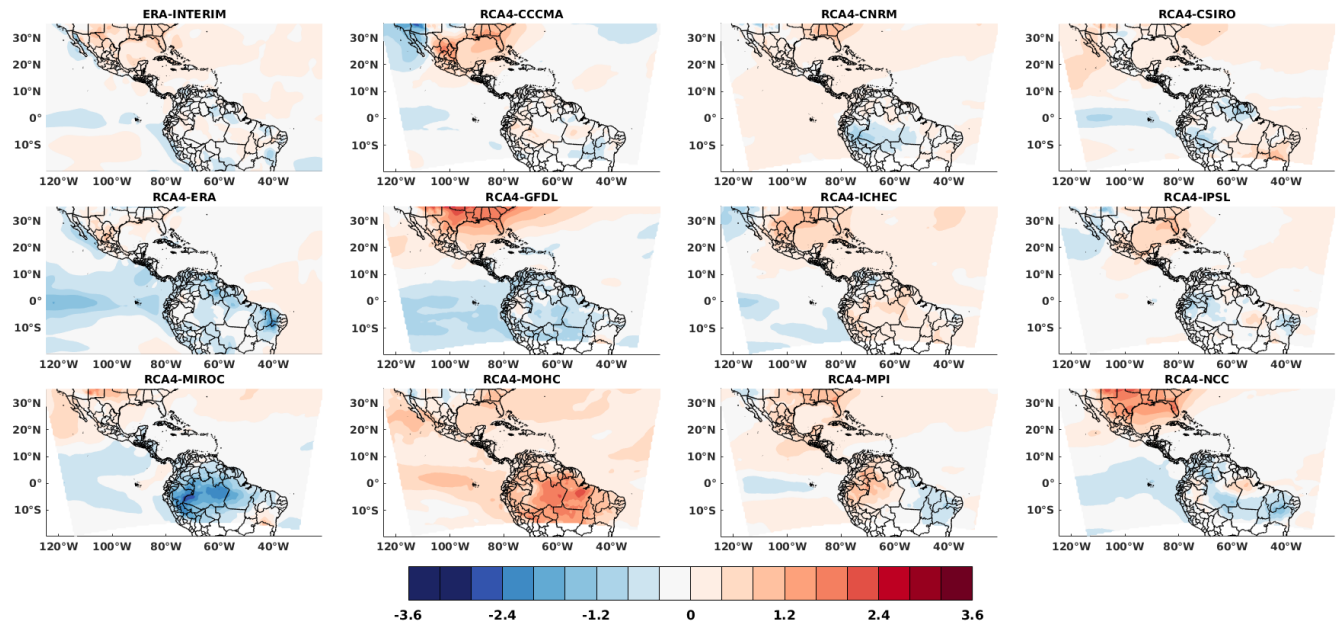 ERA-INTERIM RCA4-CCCMA RCA4-CNRM RCA4-CSIRO
30°N 30°N 30°N 30°N
20°N 20°N 20°N 20°N
10°N 10°N 10°N 10°N
0° 0° 0° 0°
10°S 10°S 10°S 10°S
120°W 100°W 80°W 60°W 40°W 120°W 100°W 80°W 60°W 40°W 120°W 100°W 80°W 60°W 40°W 120°W 100°W 80°W 60°W 40°W
RCA4-ERA RCA4-GFDL RCA4-ICHEC RCA4-IPSL
30°N 30°N 30°N 30°N
20°N 20°N 20°N 20°N
10°N 10°N 10°N 10°N
0° 0° 0° 0°
10°S 10°S 10°S 10°S
120°W 100°W 80°W 60°W 40°W 120°W 100°W 80°W 60°W 40°W 120°W 100°W 80°W 60°W 40°W 120°W 100°W 80°W 60°W 40°W
RCA4-MIROC RCA4-MOHC RCA4-MPI RCA4-NCC
30°N 30°N 30°N 30°N
20°N 20°N 20°N 20°N
10°N 10°N 10°N 10°N
0° 0° 0° 0°
10°S 10°S 10°S 10°S
120°W 100°W 80°W 60°W 40°W 120°W 100°W 80°W 60°W 40°W 120°W 100°W 80°W 60°W 40°W 120°W 100°W 80°W 60°W 40°W
-3.6 -2.4 -1.2 0 1.2 2.4 3.6